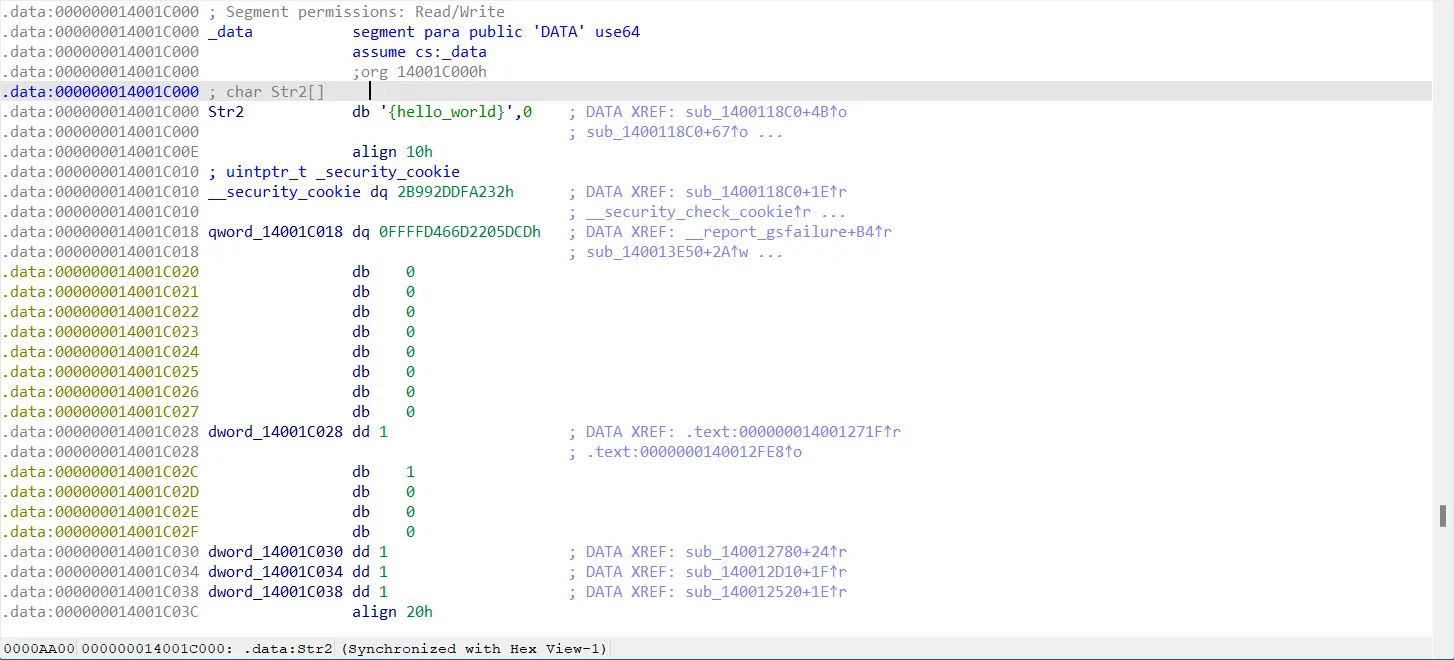 .data:000000014001C000 ; Segment permissions: Read/Write
.data:000000014001C000 _data segment para public 'DATA' use64
.data:000000014001C000 assume cs:_data
.data:000000014001C000 ;org 14001C000h
.data:000000014001C000 ; char Str2[]
.data:000000014001C000 Str2 db '{hello_world}',0 ; DATA XREF: sub_1400118C0+4B↑o
.data:000000014001C000 ; sub_1400118C0+67↑o ...
.data:000000014001C00E align 10h
.data:000000014001C010 ; uintptr_t _security_cookie
.data:000000014001C010 __security_cookie dq 2B992DDFA232h ; DATA XREF: sub_1400118C0+1E↑r
.data:000000014001C010 ; __security_check_cookie↑r ...
.data:000000014001C018 qword_14001C018 dq 0FFFFD466D2205DCDh ; DATA XREF: __report_gsfailure+B4↑r
.data:000000014001C018 ; sub_140013E50+2A↑w ...
.data:000000014001C020 db 0
.data:000000014001C021 db 0
.data:000000014001C022 db 0
.data:000000014001C023 db 0
.data:000000014001C024 db 0
.data:000000014001C025 db 0
.data:000000014001C026 db 0
.data:000000014001C027 db 0
.data:000000014001C028 dword_14001C028 dd 1 ; DATA XREF: .text:000000014001271F↑r
.data:000000014001C028 ; .text:0000000140012FE8↑o
.data:000000014001C02C db 1
.data:000000014001C02D db 0
.data:000000014001C02E db 0
.data:000000014001C02F db 0
.data:000000014001C030 dword_14001C030 dd 1 ; DATA XREF: sub_140012780+24↑r
.data:000000014001C034 dword_14001C034 dd 1 ; DATA XREF: sub_140012D10+1F↑r
.data:000000014001C038 dword_14001C038 dd 1 ; DATA XREF: sub_140012520+1E↑r
.data:000000014001C03C align 20h
0000AA00 000000014001C000: .data:Str2 (Synchronized with Hex View-1)